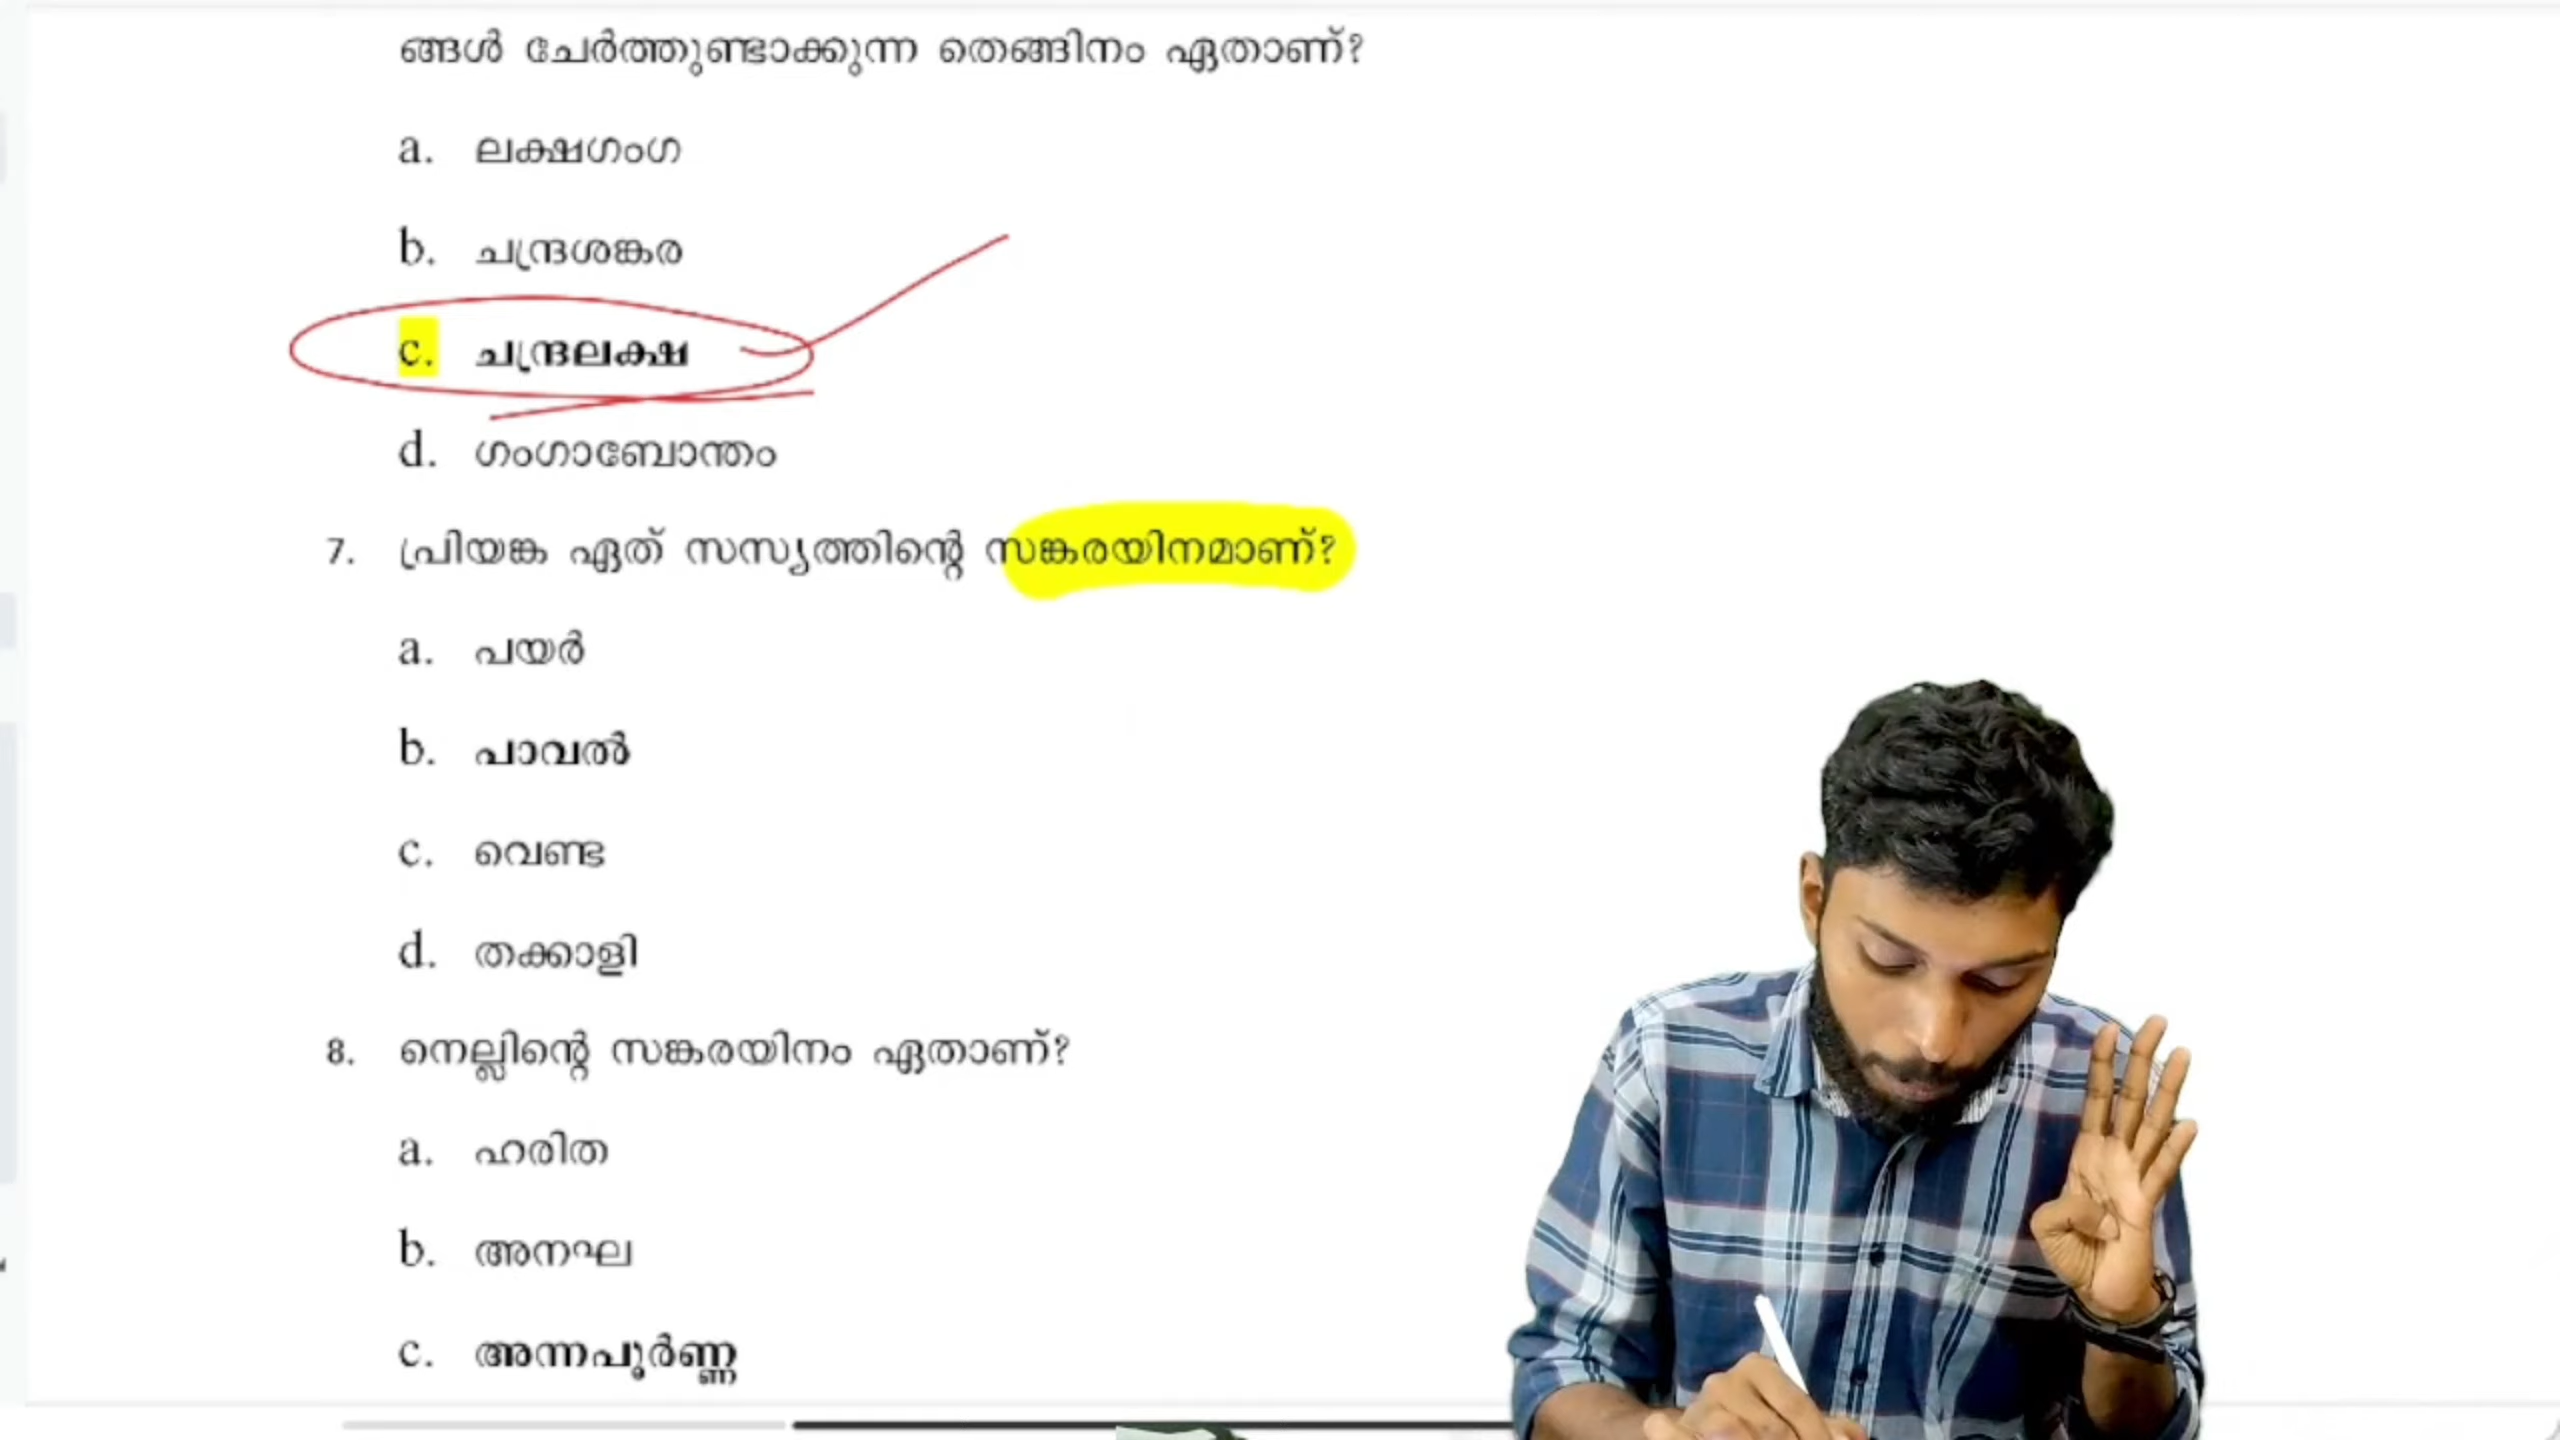 ങ്ങൾ ചേർത്തുണ്ടാക്കുന്ന തെങ്ങിനം ഏതാണ്?
a. ലക്ഷഗംഗ
b. ചന്ദ്രശങ്കര
c. ചന്ദ്രലക്ഷ
d. ഗംഗാബോന്തം
7. പ്രിയങ്ക ഏത് സസ്യത്തിന്റെ സങ്കരയിനമാണ്?
a. പയർ
b. പാവൽ
c. വെണ്ട
d. തക്കാളി
8. നെല്ലിന്റെ സങ്കരയിനം ഏതാണ്?
a. ഹരിത
b. അനഘ
c. അന്നപൂർണ്ണ